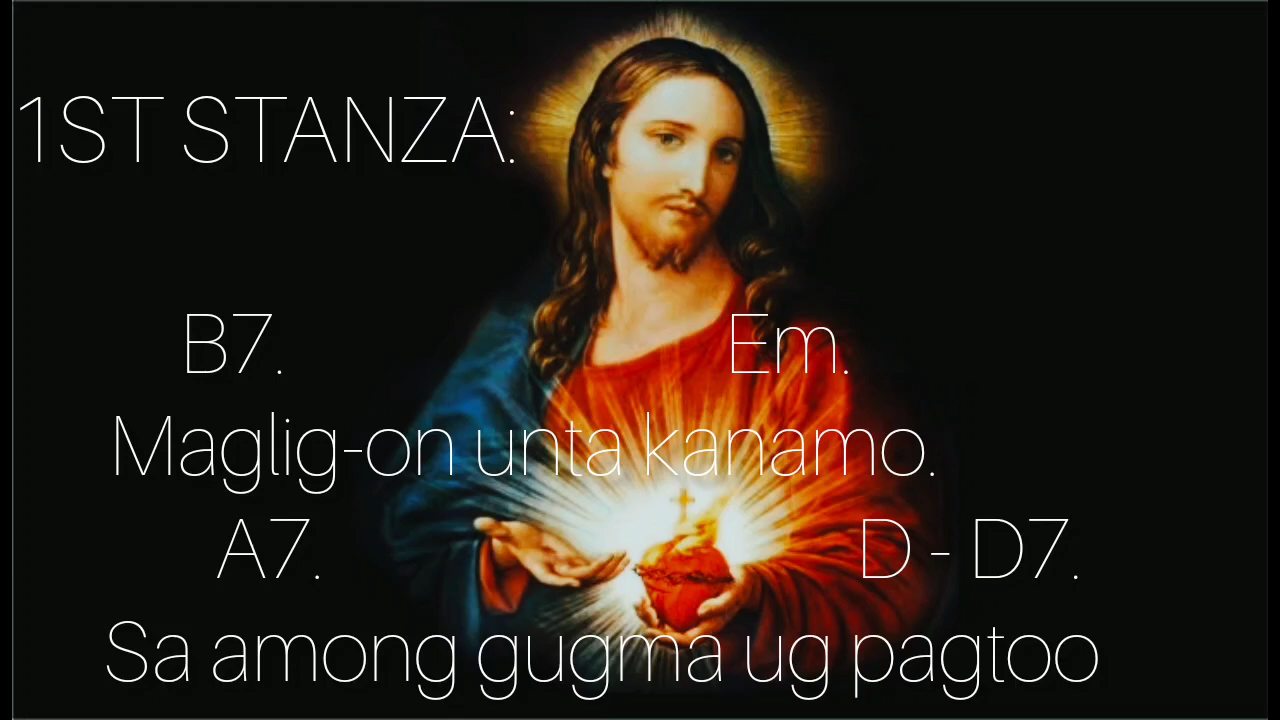 1ST STANZA:
B7. Em.
Maglig-on unta kanamo.
A7. D - D7.
Sa among gugma ug pagtoo